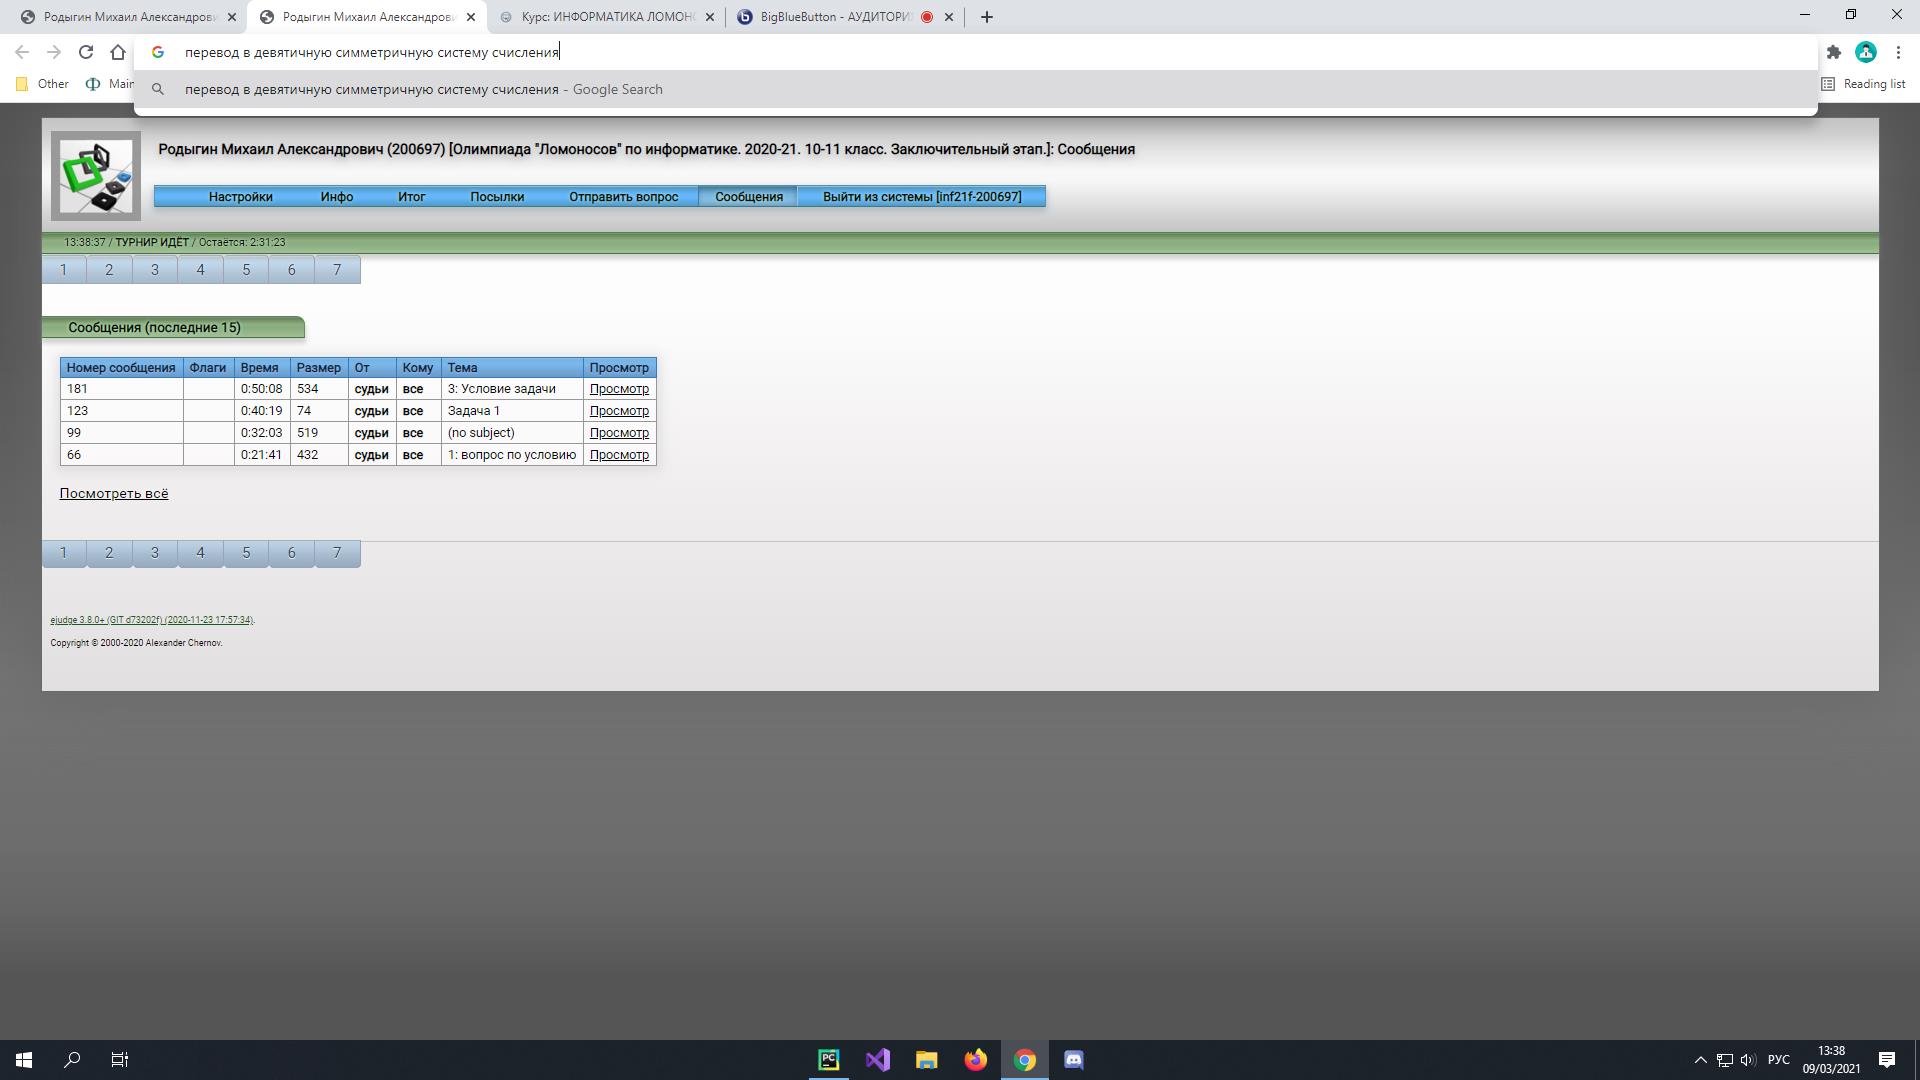 Родыгин Михаил Александрови
Родыгин Михаил Александрови
Курс: ИНФОРМАТИКА ЛОМОНО
BigBlueButton - АУДИТОРИ
перевод в девятичную симметричную систему счисления
Other
Main
перевод в девятичную симметричную систему счисления - Google Search
Reading list
Родыгин Михаил Александрович (200697) [Олимпиада "Ломоносов" по информатике. 2020-21. 10-11 класс. Заключительный этап.]: Сообщения
Настройки Инфо Итог Посылки Отправить вопрос Сообщения Выйти из системы [inf21f-200697]
13:38:37 / ТУРНИР ИДЁТ / Остаётся: 2:31:23
1 2 3 4 5 6 7
Сообщения (последние 15)
Номер сообщения Флаги Время Размер От Кому Тема Просмотр
181 0:50:08 534 судьи все 3: Условие задачи Просмотр
123 0:40:19 74 судьи все Задача 1 Просмотр
99 0:32:03 519 судьи все (no subject) Просмотр
66 0:21:41 432 судьи все 1: вопрос по условию Просмотр
Посмотреть всё
1 2 3 4 5 6 7
ejudge 3.8.0+ (GIT d73202f) (2020-11-23 17:57:34).
Copyright © 2000-2020 Alexander Chernov.
PC
РУС
13:38
09/03/2021